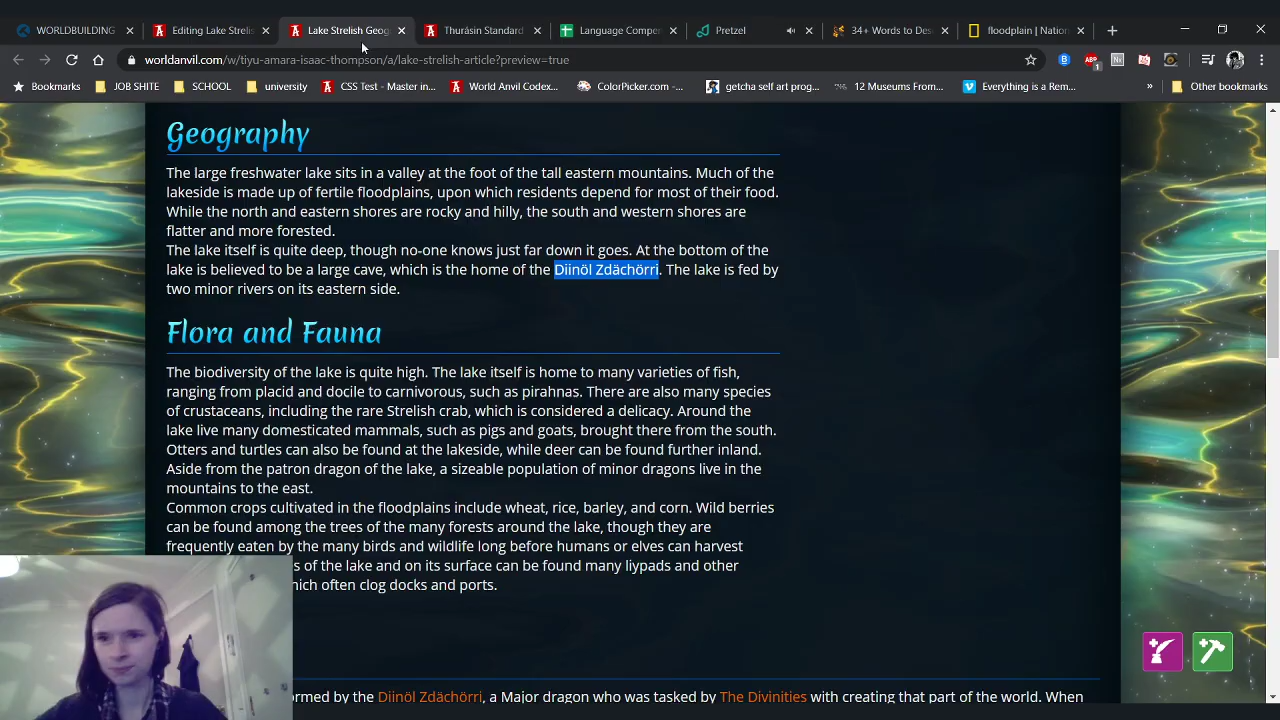 WORLDBUILDING
Editing Lake Strelis
Lake Strelish Geog
Thurásin Standard
Language Compen
Pretzel
34+ Words to Des
floodplain | Nation
worldanvil.com/w/tiyu-amara-isaac-thompson/a/lake-strelish-article?preview=true
Bookmarks
JOB SHITE
SCHOOL
university
CSS Test - Master in...
World Anvil Codex...
ColorPicker.com -...
getcha self art prog...
12 Museums From...
Everything is a Rem...
Other bookmarks
Geography
The large freshwater lake sits in a valley at the foot of the tall eastern mountains. Much of the
lakeside is made up of fertile floodplains, upon which residents depend for most of their food.
While the north and eastern shores are rocky and hilly, the south and western shores are
flatter and more forested.
The lake itself is quite deep, though no-one knows just far down it goes. At the bottom of the
lake is believed to be a large cave, which is the home of the Diinöl Zdächörri. The lake is fed by
two minor rivers on its eastern side.
Flora and Fauna
The biodiversity of the lake is quite high. The lake itself is home to many varieties of fish,
ranging from placid and docile to carnivorous, such as pirahnas. There are also many species
of crustaceans, including the rare Strelish crab, which is considered a delicacy. Around the
lake live many domesticated mammals, such as pigs and goats, brought there from the south.
Otters and turtles can also be found at the lakeside, while deer can be found further inland.
Aside from the patron dragon of the lake, a sizeable population of minor dragons live in the
mountains to the east.
Common crops cultivated in the floodplains include wheat, rice, barley, and corn. Wild berries
can be found among the trees of the many forests around the lake, though they are
frequently eaten by the many birds and wildlife long before humans or elves can harvest
s of the lake and on its surface can be found many liypads and other
hich often clog docks and ports.
ormed by the Diinöl Zdächörri, a Major dragon who was tasked by The Divinities with creating that part of the world. When